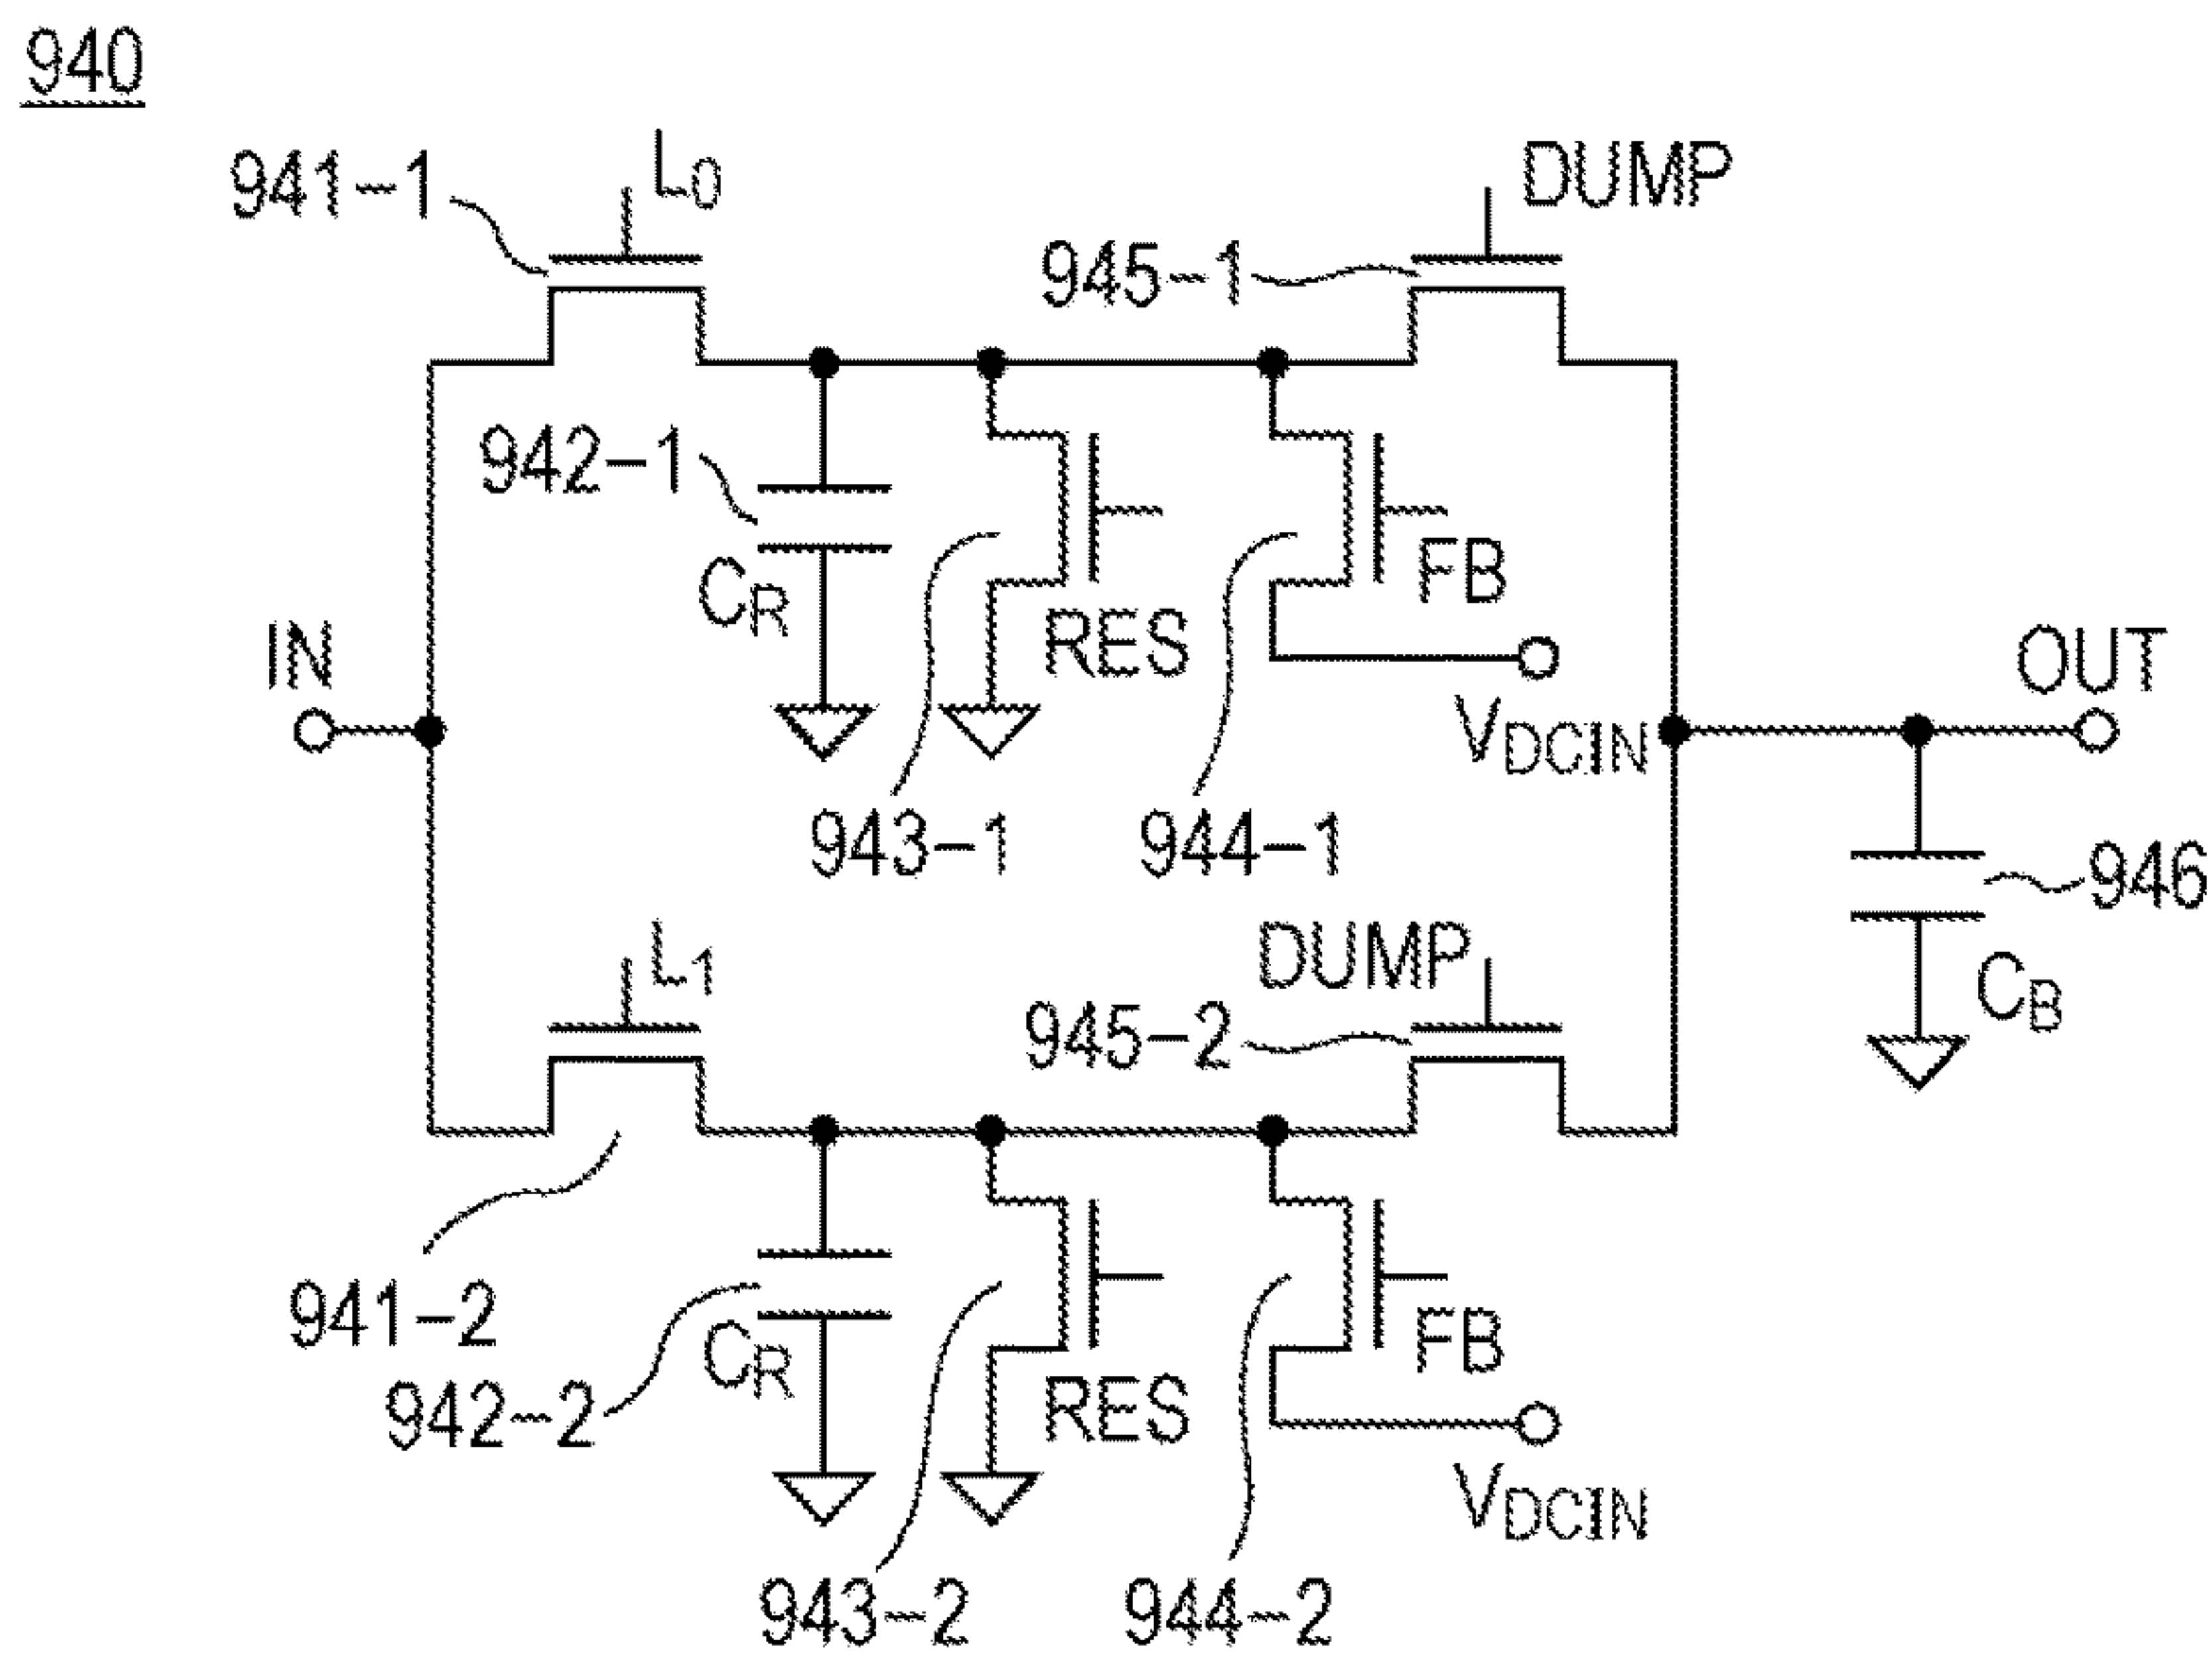 940
941-1
L0
DUMP
945-1
942-1
CR
RES
FB
IN
VDCIN
OUT
943-1
944-1
946
CB
L1
DUMP
945-2
941-2
942-2
CR
RES
FB
VDCIN
943-2
944-2